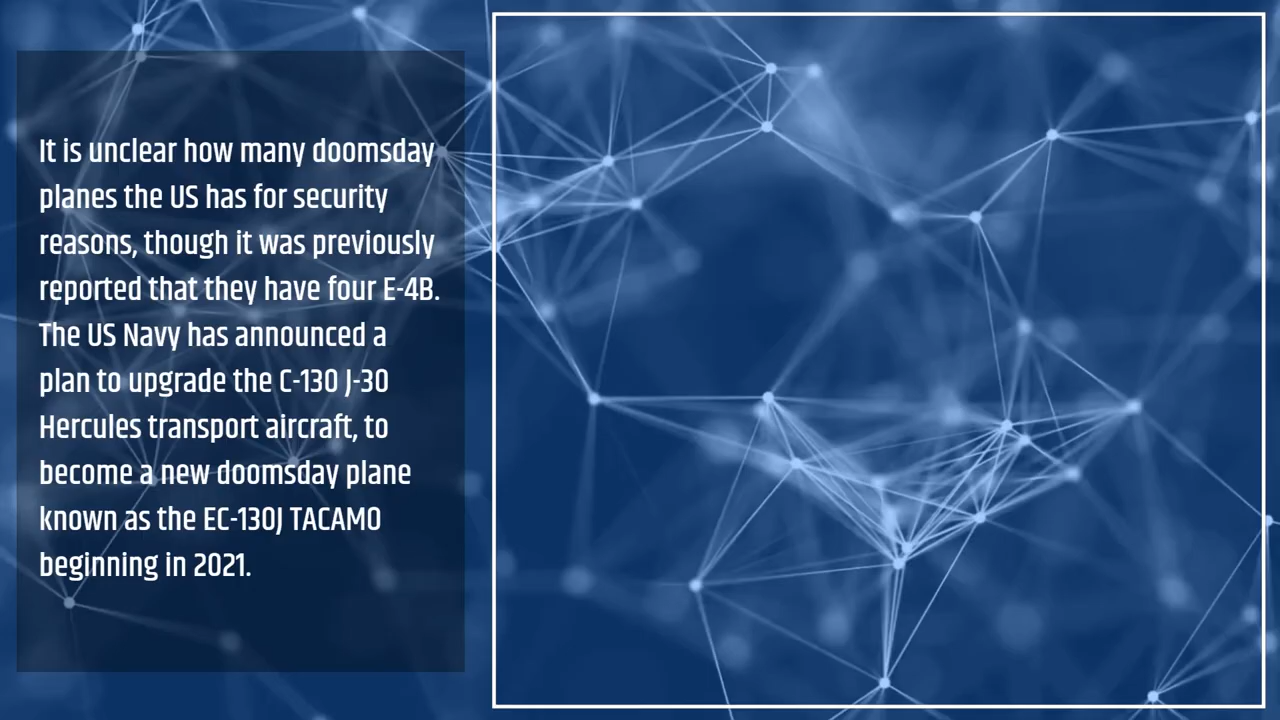 It is unclear how many doomsday
planes the US has for security
reasons, though it was previously
reported that they have four E-4B.
The US Navy has announced a
plan to upgrade the C-130 J-30
Hercules transport aircraft, to
become a new doomsday plane
known as the EC-130J TACAMO
beginning in 2021.